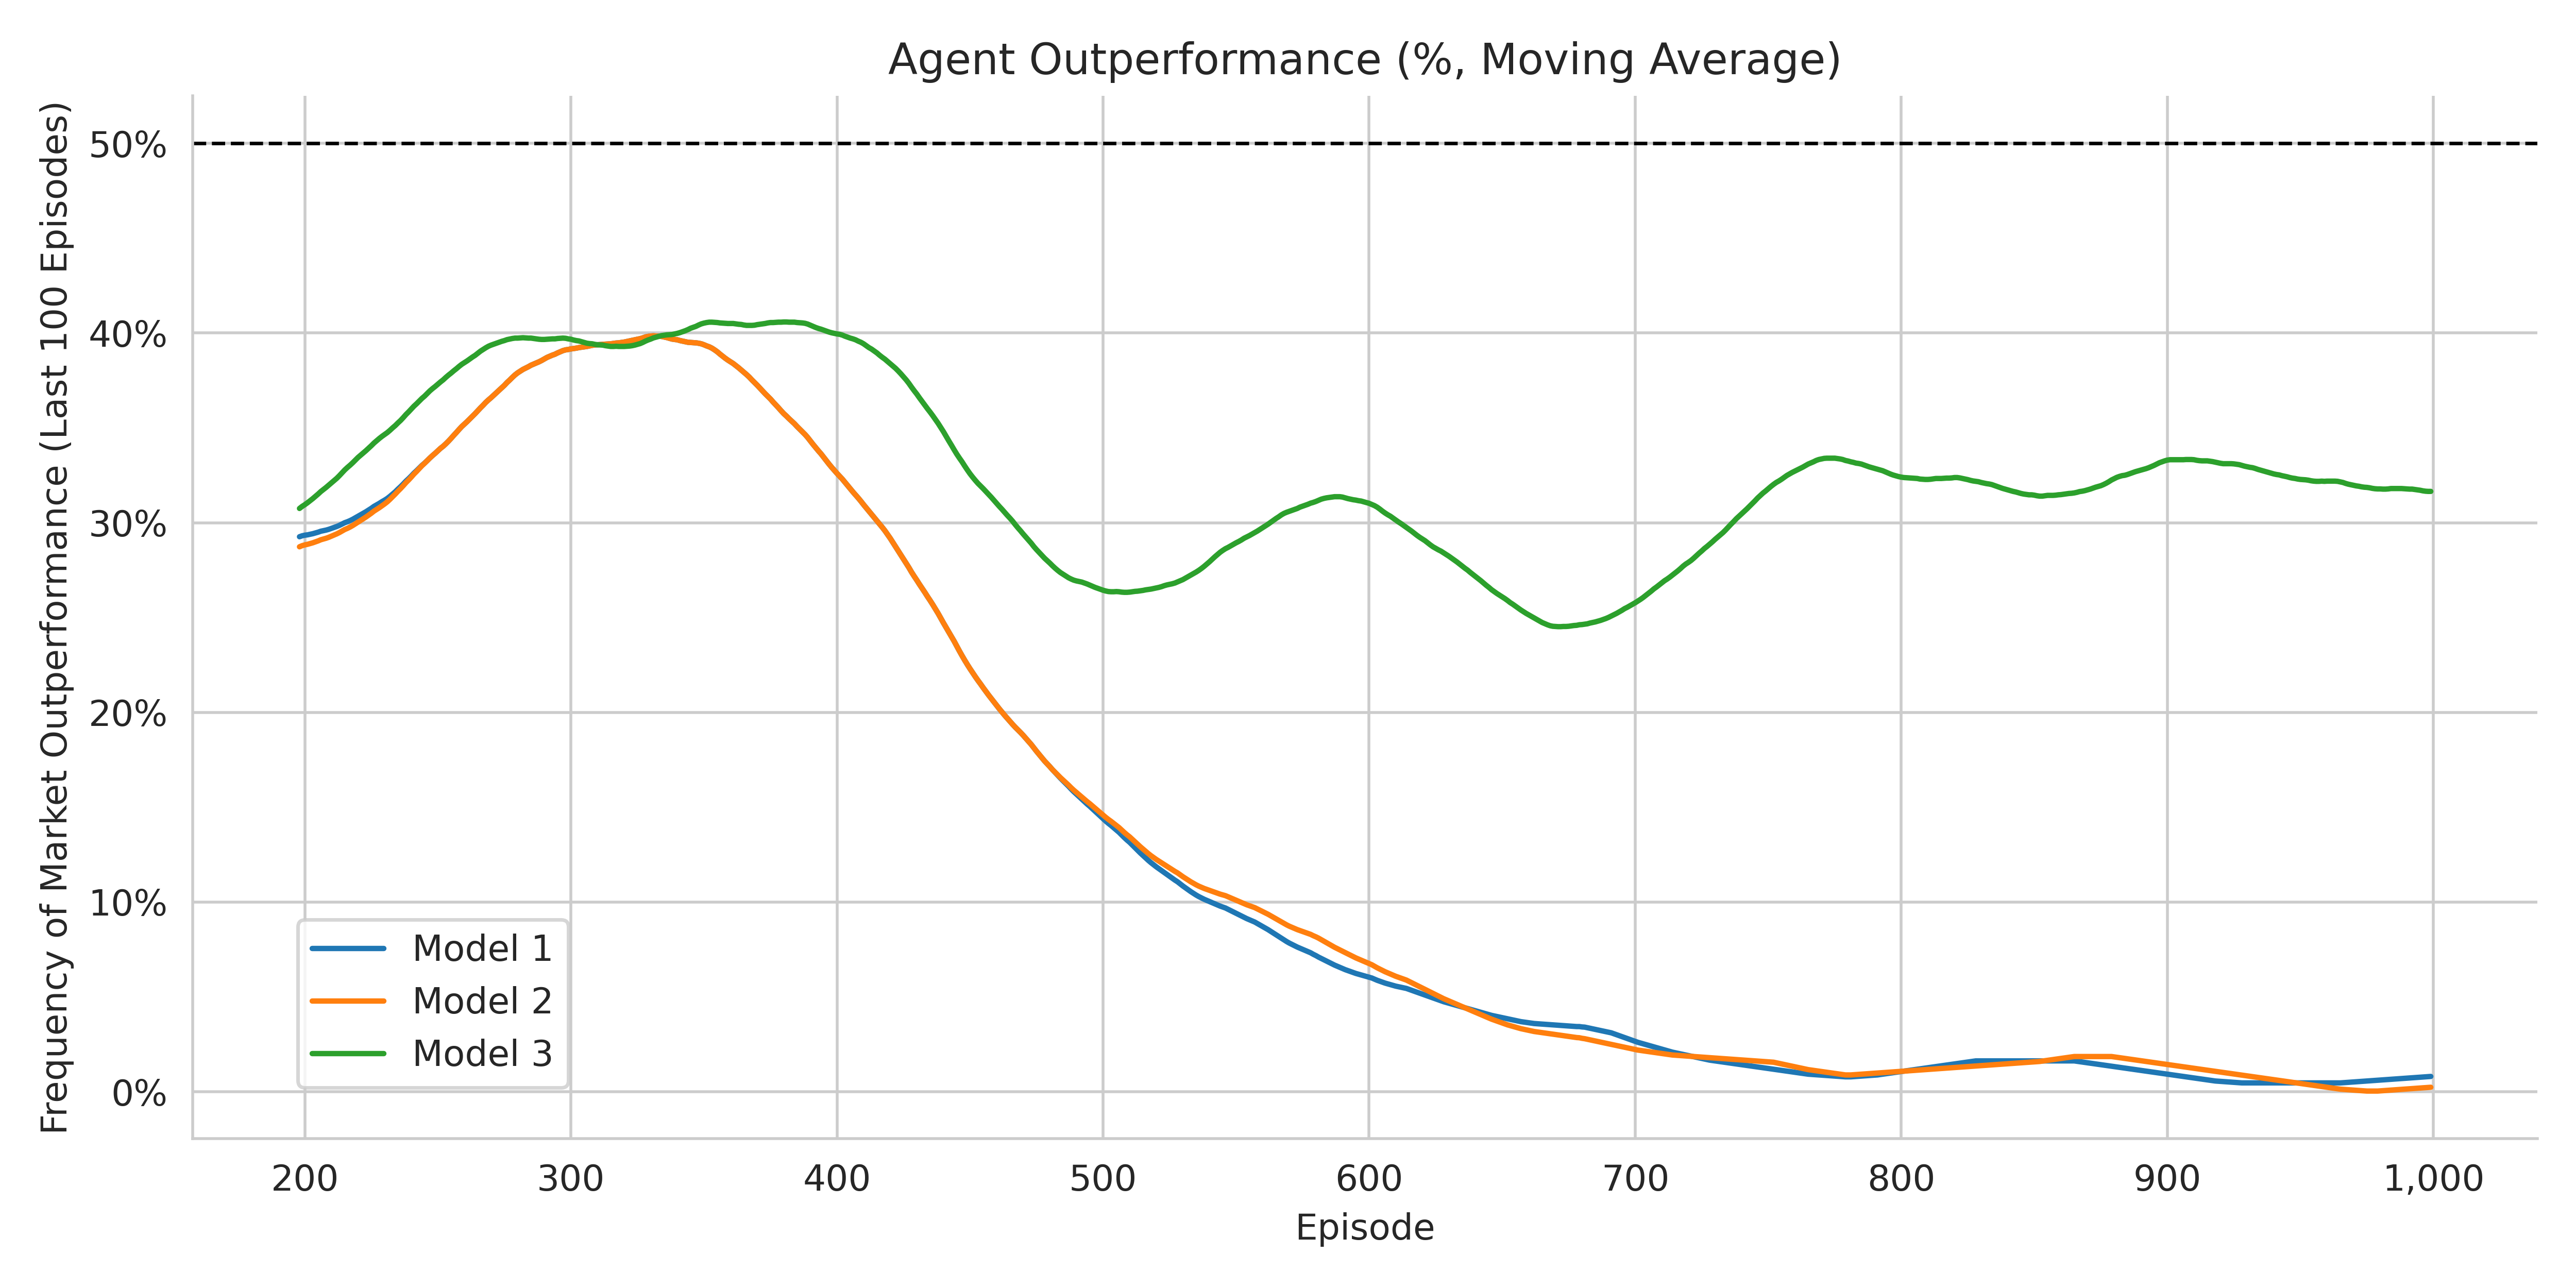 Agent Outperformance (%, Moving Average)
Frequency of Market Outperformance (Last 100 Episodes)
50%
40%
30%
20%
10%
0%
Model 1
Model 2
Model 3
200 300 400 500 600 700 800 900 1,000
Episode